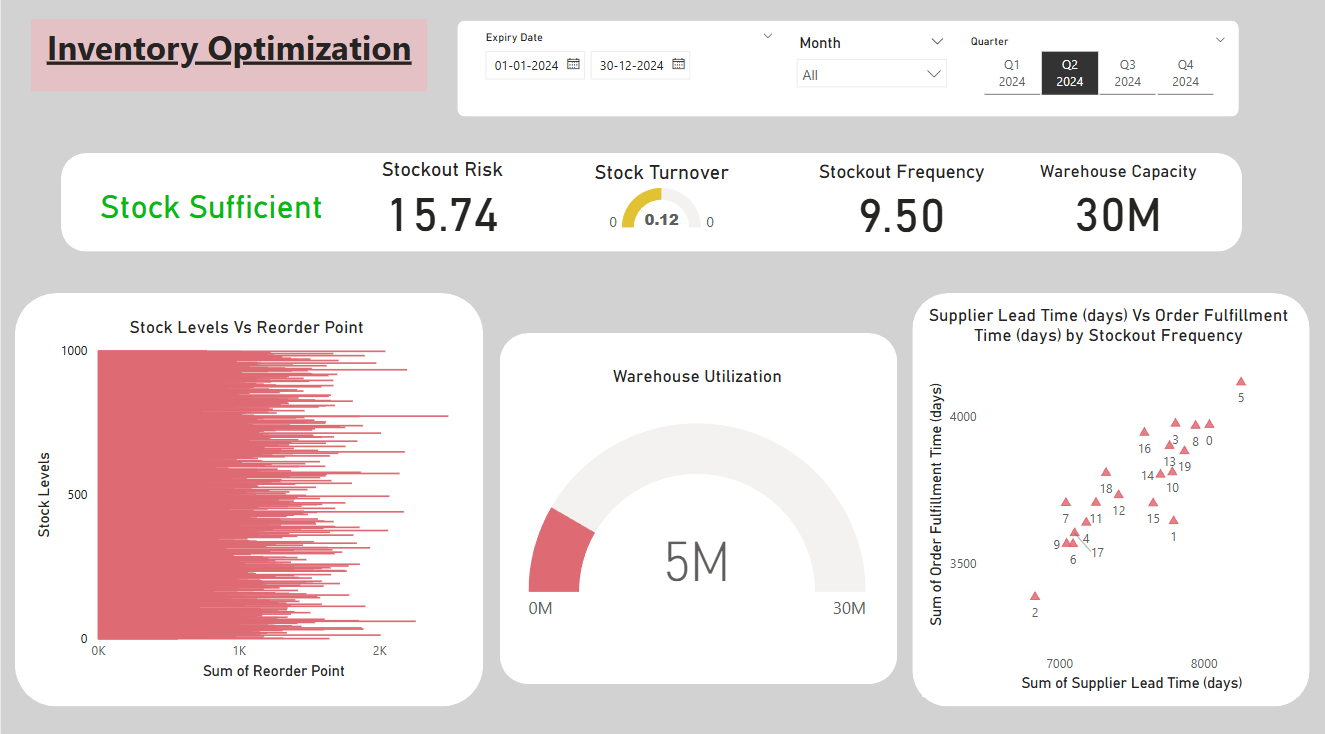 Inventory Optimization
Expiry Date
01-01-2024
30-12-2024
Month
All
Quarter
Q1
2024
Q2
2024
Q3
2024
Q4
2024
Stock Sufficient
Stockout Risk
15.74
Stock Turnover
0
0.12
0
Stockout Frequency
9.50
Warehouse Capacity
30M
Stock Levels Vs Reorder Point
Stock Levels
1000
500
0
0K
1K
2K
Sum of Reorder Point
Warehouse Utilization
5M
0M
30M
Supplier Lead Time (days) Vs Order Fulfillment
Time (days) by Stockout Frequency
Sum of Order Fulfillment Time (days)
4000
3500
5
3
8
0
16
13
19
14
10
18
12
7
11
15
1
4
9
17
6
2
7000
8000
Sum of Supplier Lead Time (days)